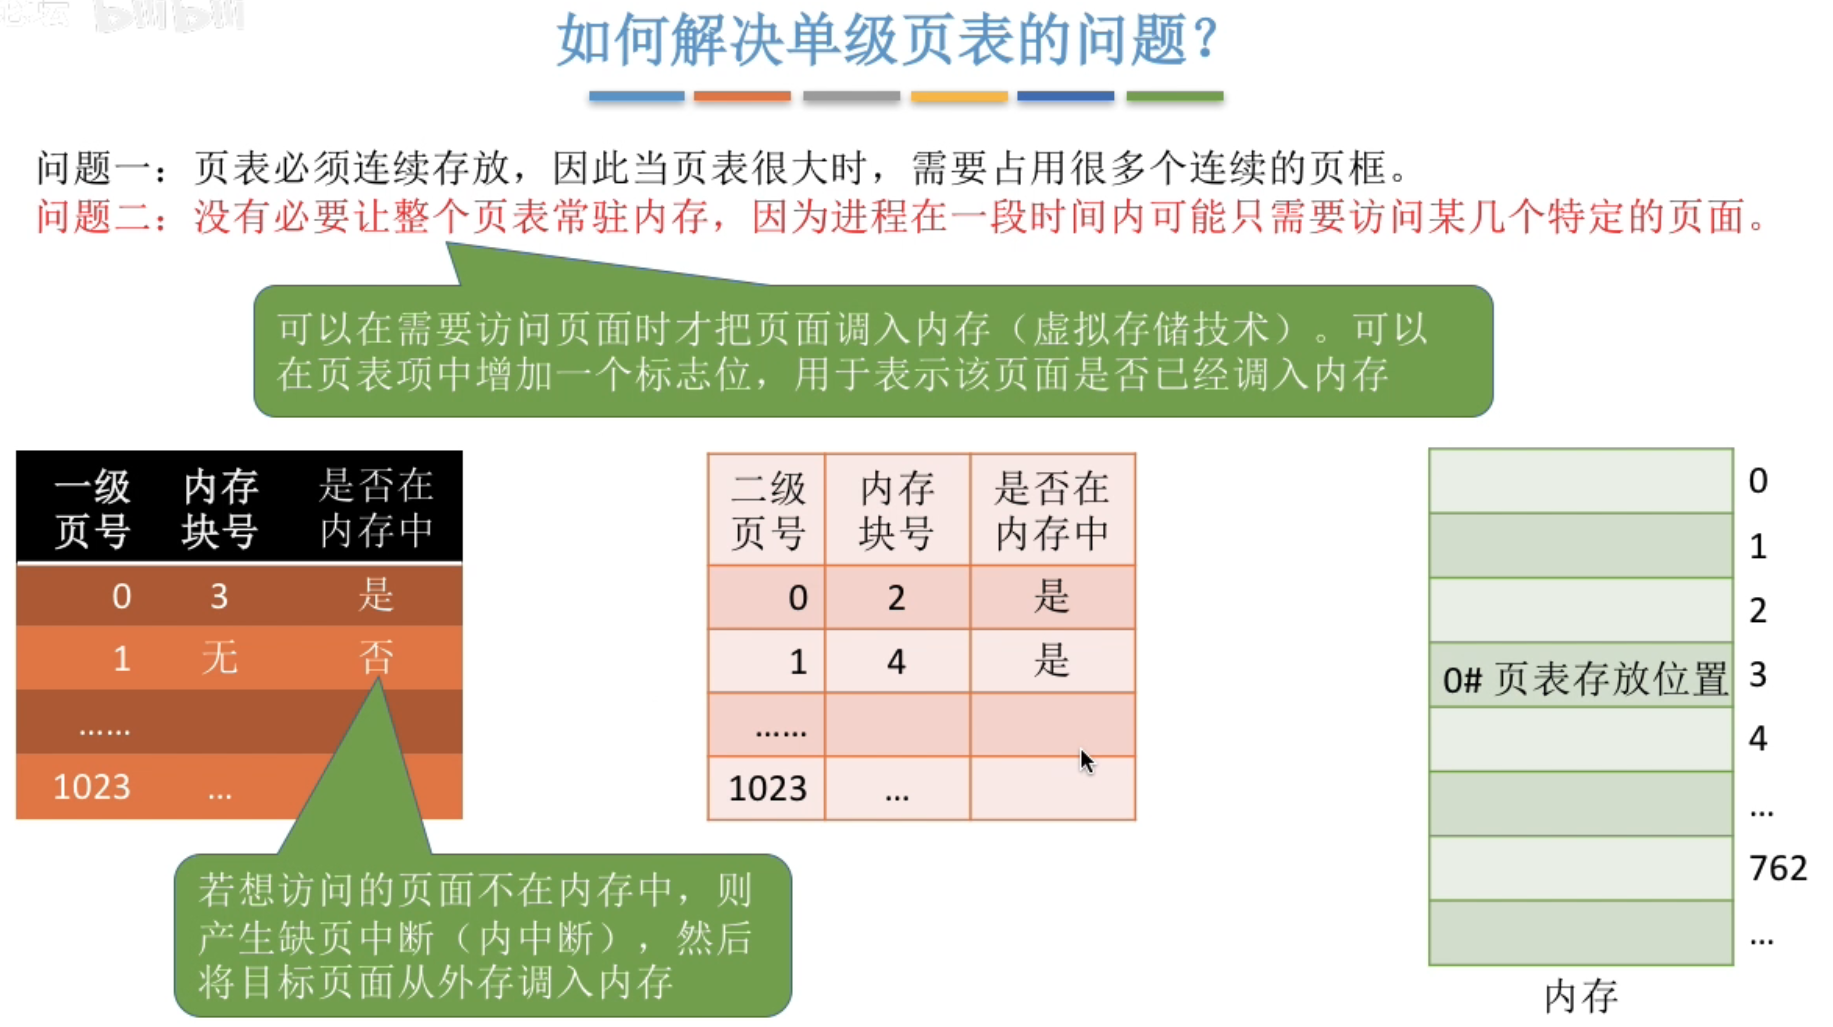 bilibili
如何解决单级页表的问题？
问题一：页表必须连续存放，因此当页表很大时，需要占用很多个连续的页框。
问题二：没有必要让整个页表常驻内存，因为进程在一段时间内可能只需要访问某几个特定的页面。
可以在需要访问页面时才把页面调入内存（虚拟存储技术）。可以
在页表项中增加一个标志位，用于表示该页面是否已经调入内存
一级 内存 是否在
页号 块号 内存中
0 3 是
1 无 否
......
1023 ...
若想访问的页面不在内存中，则
产生缺页中断（内中断），然后
将目标页面从外存调入内存
二级 内存 是否在
页号 块号 内存中
0 2 是
1 4 是
......
1023 ...
0
1
2
0# 页表存放位置 3
4
...
762
...
内存